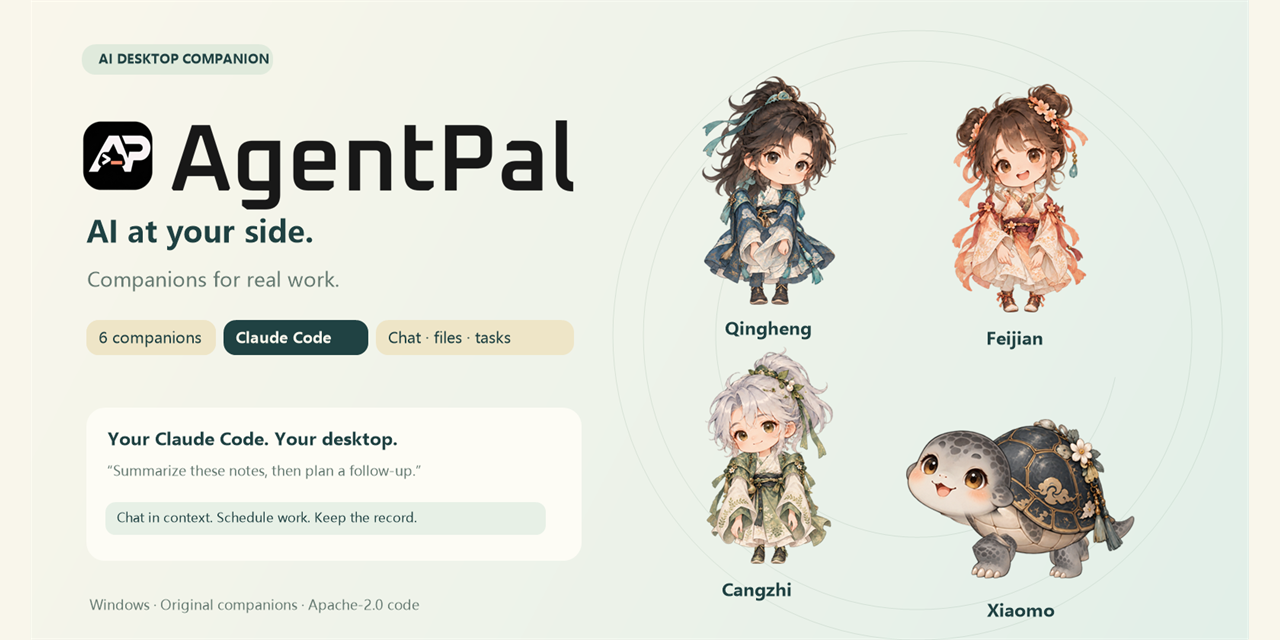 AI DESKTOP COMPANION
AP AgentPal
AI at your side.
Companions for real work.
6 companions
Claude Code
Chat · files · tasks
Your Claude Code. Your desktop.
“Summarize these notes, then plan a follow-up.”
Chat in context. Schedule work. Keep the record.
Windows · Original companions · Apache-2.0 code
Qingheng
Feijian
Cangzhi
Xiaomo